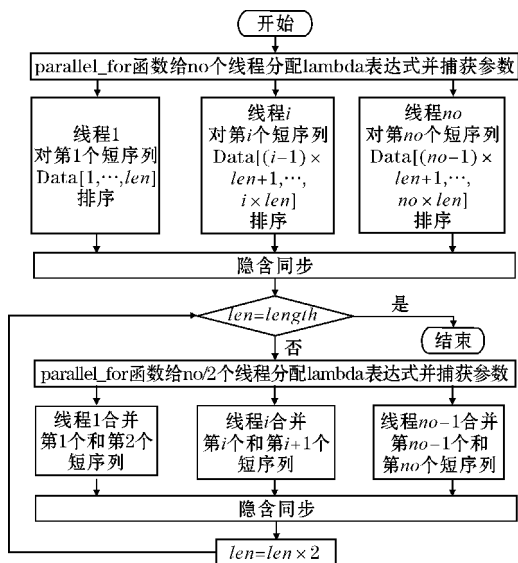 开始
parallel_for函数给no个线程分配lambda表达式并捕获参数
线程1
对第1个短序列
Data[1,…,len]
排序
线程i
对第i个短序列
Data[(i-1)×
len+1,…,
i×len]
排序
线程no
对第no个短序列
Data[(no-1)×
len+1,…,
no×len]
排序
隐含同步
len=length
是
结束
否
parallel_for函数给no/2个线程分配lambda表达式并捕获参数
线程1合并
第1个和第2个
短序列
线程i合并
第i个和第i+1个
短序列
线程no-1合并
第no-1个和
第no个短序列
隐含同步
len=len×2